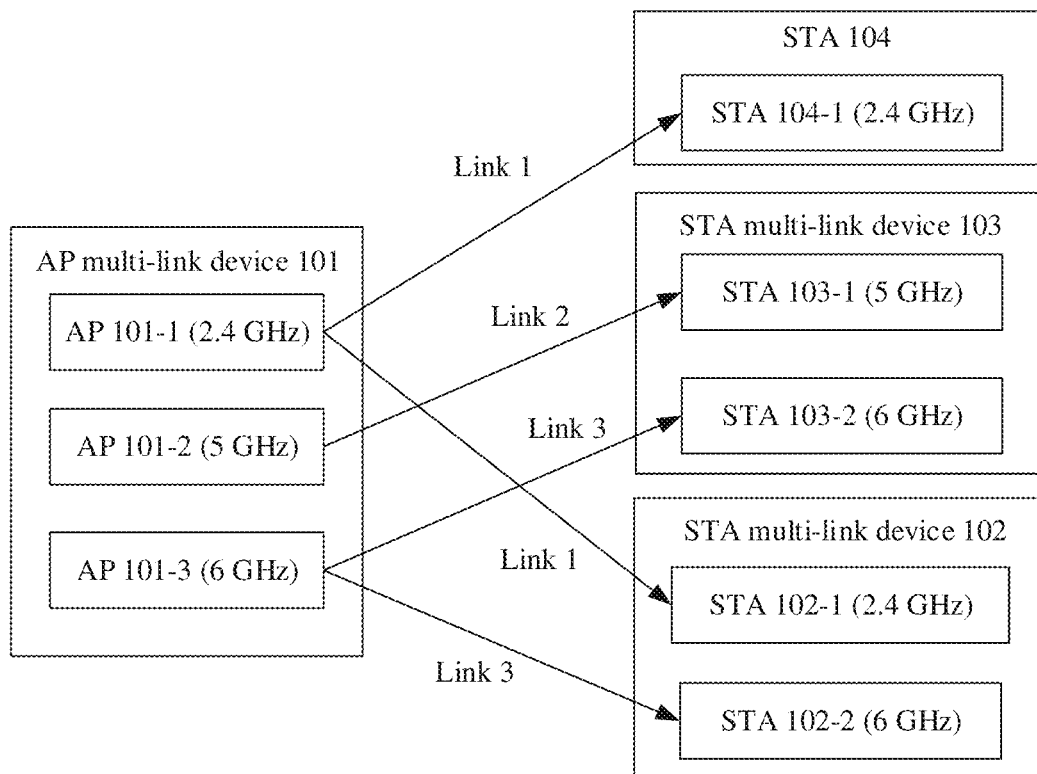 STA 104
STA 104-1 (2.4 GHz)
Link 1
STA multi-link device 103
AP multi-link device 101
STA 103-1 (5 GHz)
Link 2
AP 101-1 (2.4 GHz)
STA 103-2 (6 GHz)
Link 3
AP 101-2 (5 GHz)
STA multi-link device 102
Link 1
AP 101-3 (6 GHz)
STA 102-1 (2.4 GHz)
Link 3
STA 102-2 (6 GHz)